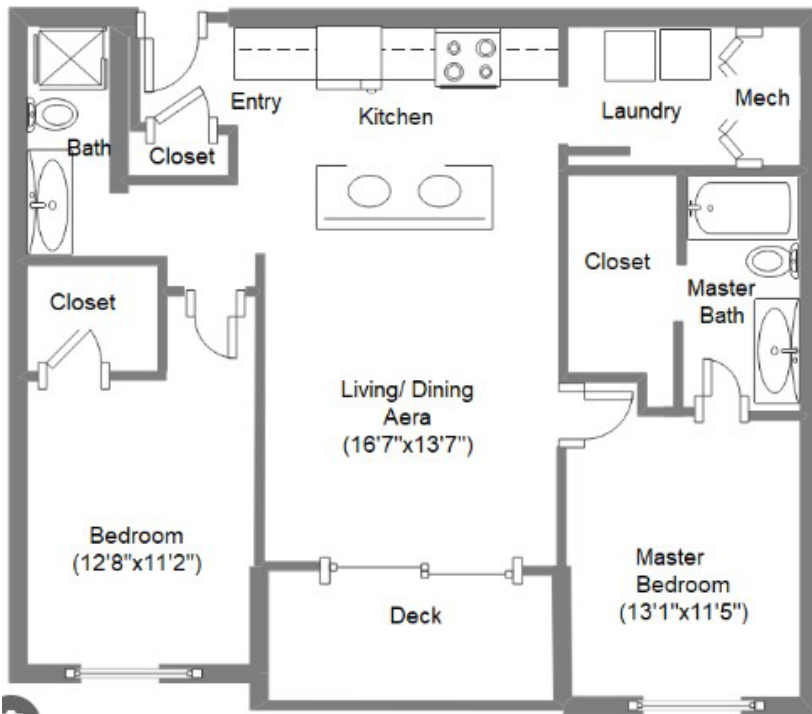 Entry
Kitchen
Laundry
Mech
Bath
Closet
Closet
Closet
Master
Bath
Living/ Dining
Aera
(16'7"x13'7")
Bedroom
(12'8"x11'2")
Master
Bedroom
(13'1"x11'5")
Deck